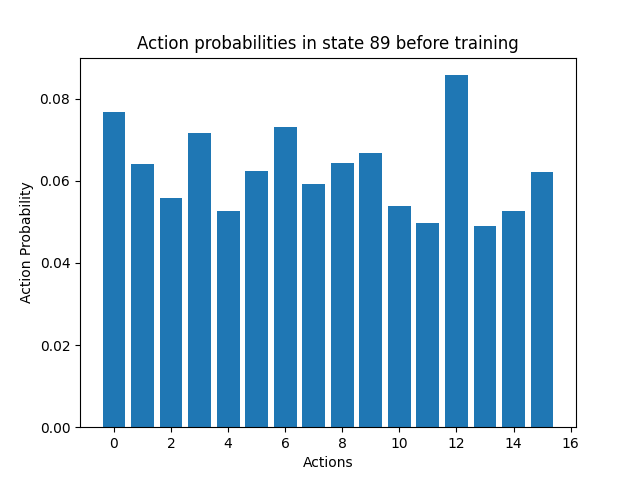 Action probabilities in state 89 before training
0.08
0.06
0.04
0.02
0.00
Action Probability
0 2 4 6 8 10 12 14 16
Actions